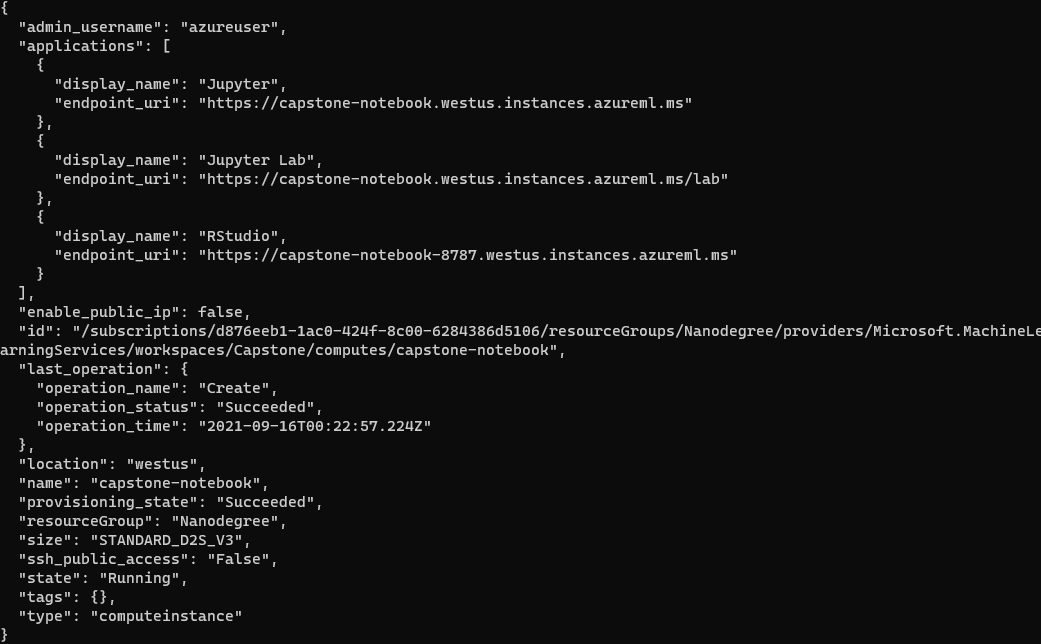 {
  "admin_username": "azureuser",
  "applications": [
    {
      "display_name": "Jupyter",
      "endpoint_uri": "https://capstone-notebook.westus.instances.azureml.ms"
    },
    {
      "display_name": "Jupyter Lab",
      "endpoint_uri": "https://capstone-notebook.westus.instances.azureml.ms/lab"
    },
    {
      "display_name": "RStudio",
      "endpoint_uri": "https://capstone-notebook-8787.westus.instances.azureml.ms"
    }
  ],
  "enable_public_ip": false,
  "id": "/subscriptions/d876eeb1-1ac0-424f-8c00-6284386d5106/resourceGroups/Nanodegree/providers/Microsoft.MachineLe
arningServices/workspaces/Capstone/computes/capstone-notebook",
  "last_operation": {
    "operation_name": "Create",
    "operation_status": "Succeeded",
    "operation_time": "2021-09-16T00:22:57.224Z"
  },
  "location": "westus",
  "name": "capstone-notebook",
  "provisioning_state": "Succeeded",
  "resourceGroup": "Nanodegree",
  "size": "STANDARD_D2S_V3",
  "ssh_public_access": "False",
  "state": "Running",
  "tags": {},
  "type": "computeinstance"
}